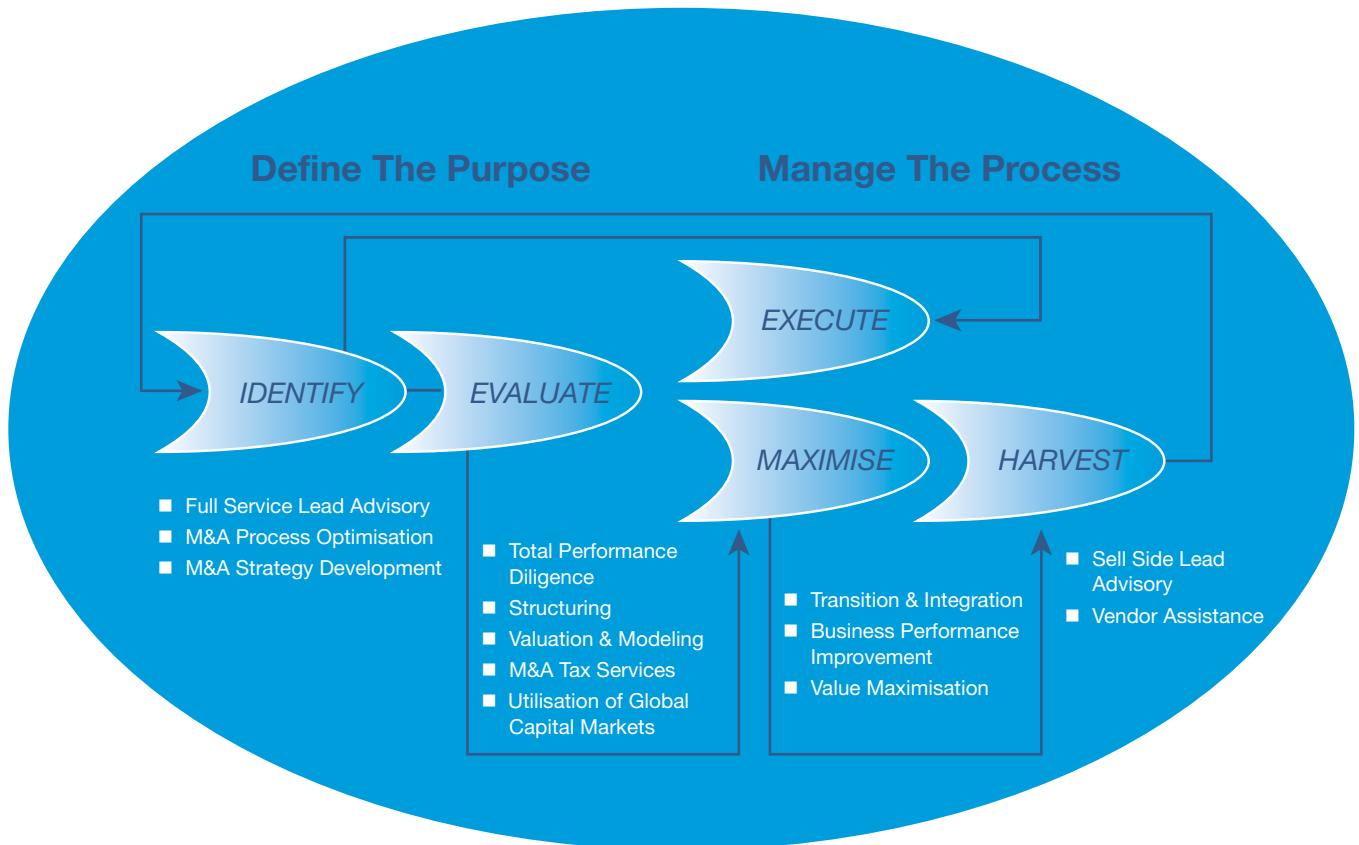 Define The Purpose
Manage The Process
IDENTIFY
EVALUATE
EXECUTE
MAXIMISE
HARVEST
Full Service Lead Advisory
M&A Process Optimisation
M&A Strategy Development
Total Performance
Diligence
Structuring
Valuation & Modeling
M&A Tax Services
Utilisation of Global
Capital Markets
Transition & Integration
Business Performance
Improvement
Value Maximisation
Sell Side Lead
Advisory
Vendor Assistance